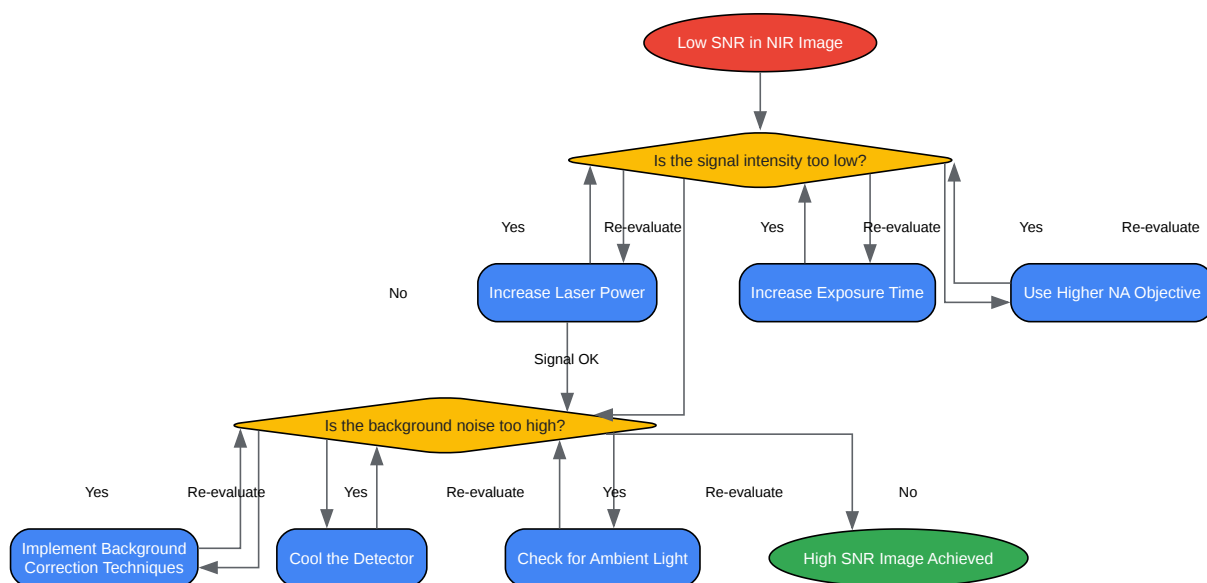 Low SNR in NIR Image
Is the signal intensity too low?
Yes
Re-evaluate
Yes
Re-evaluate
Yes
Re-evaluate
No
Increase Laser Power
Increase Exposure Time
Use Higher NA Objective
Signal OK
Is the background noise too high?
Yes
Re-evaluate
Yes
Re-evaluate
Yes
Re-evaluate
No
Implement Background
Correction Techniques
Cool the Detector
Check for Ambient Light
High SNR Image Achieved